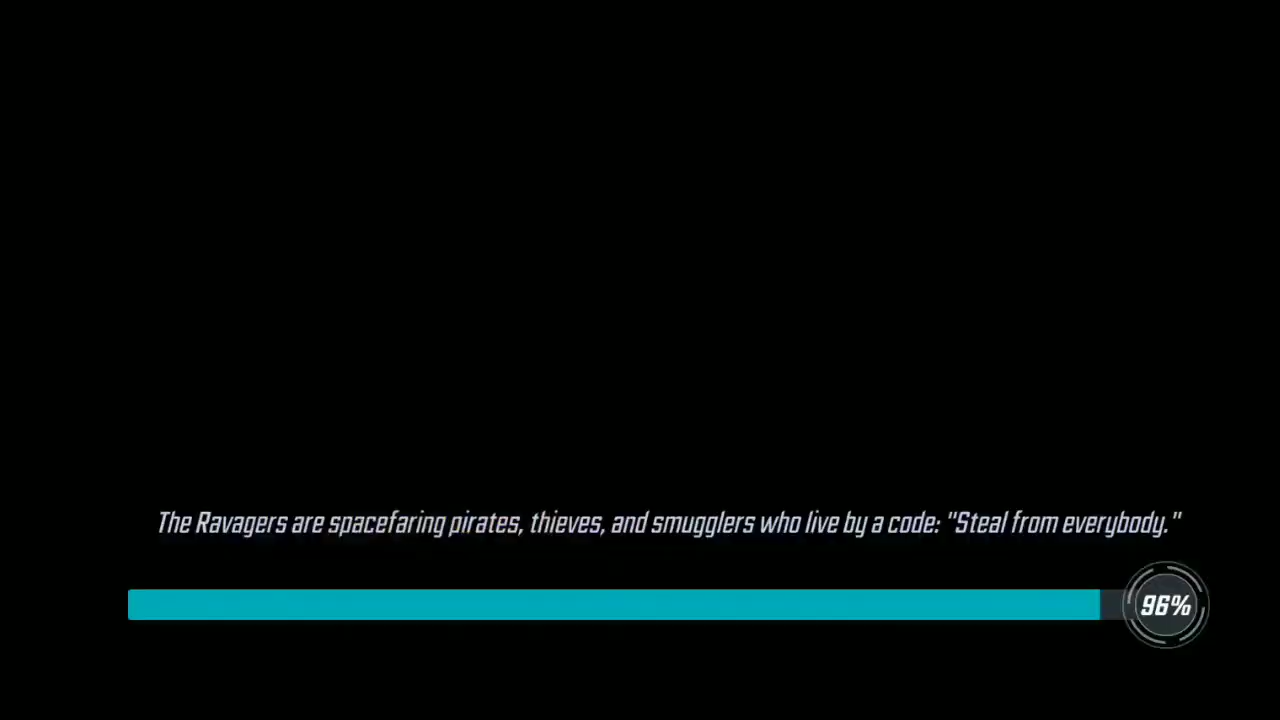 The Ravagers are spacefaring pirates, thieves, and smugglers who live by a code: "Steal from everybody."
96%